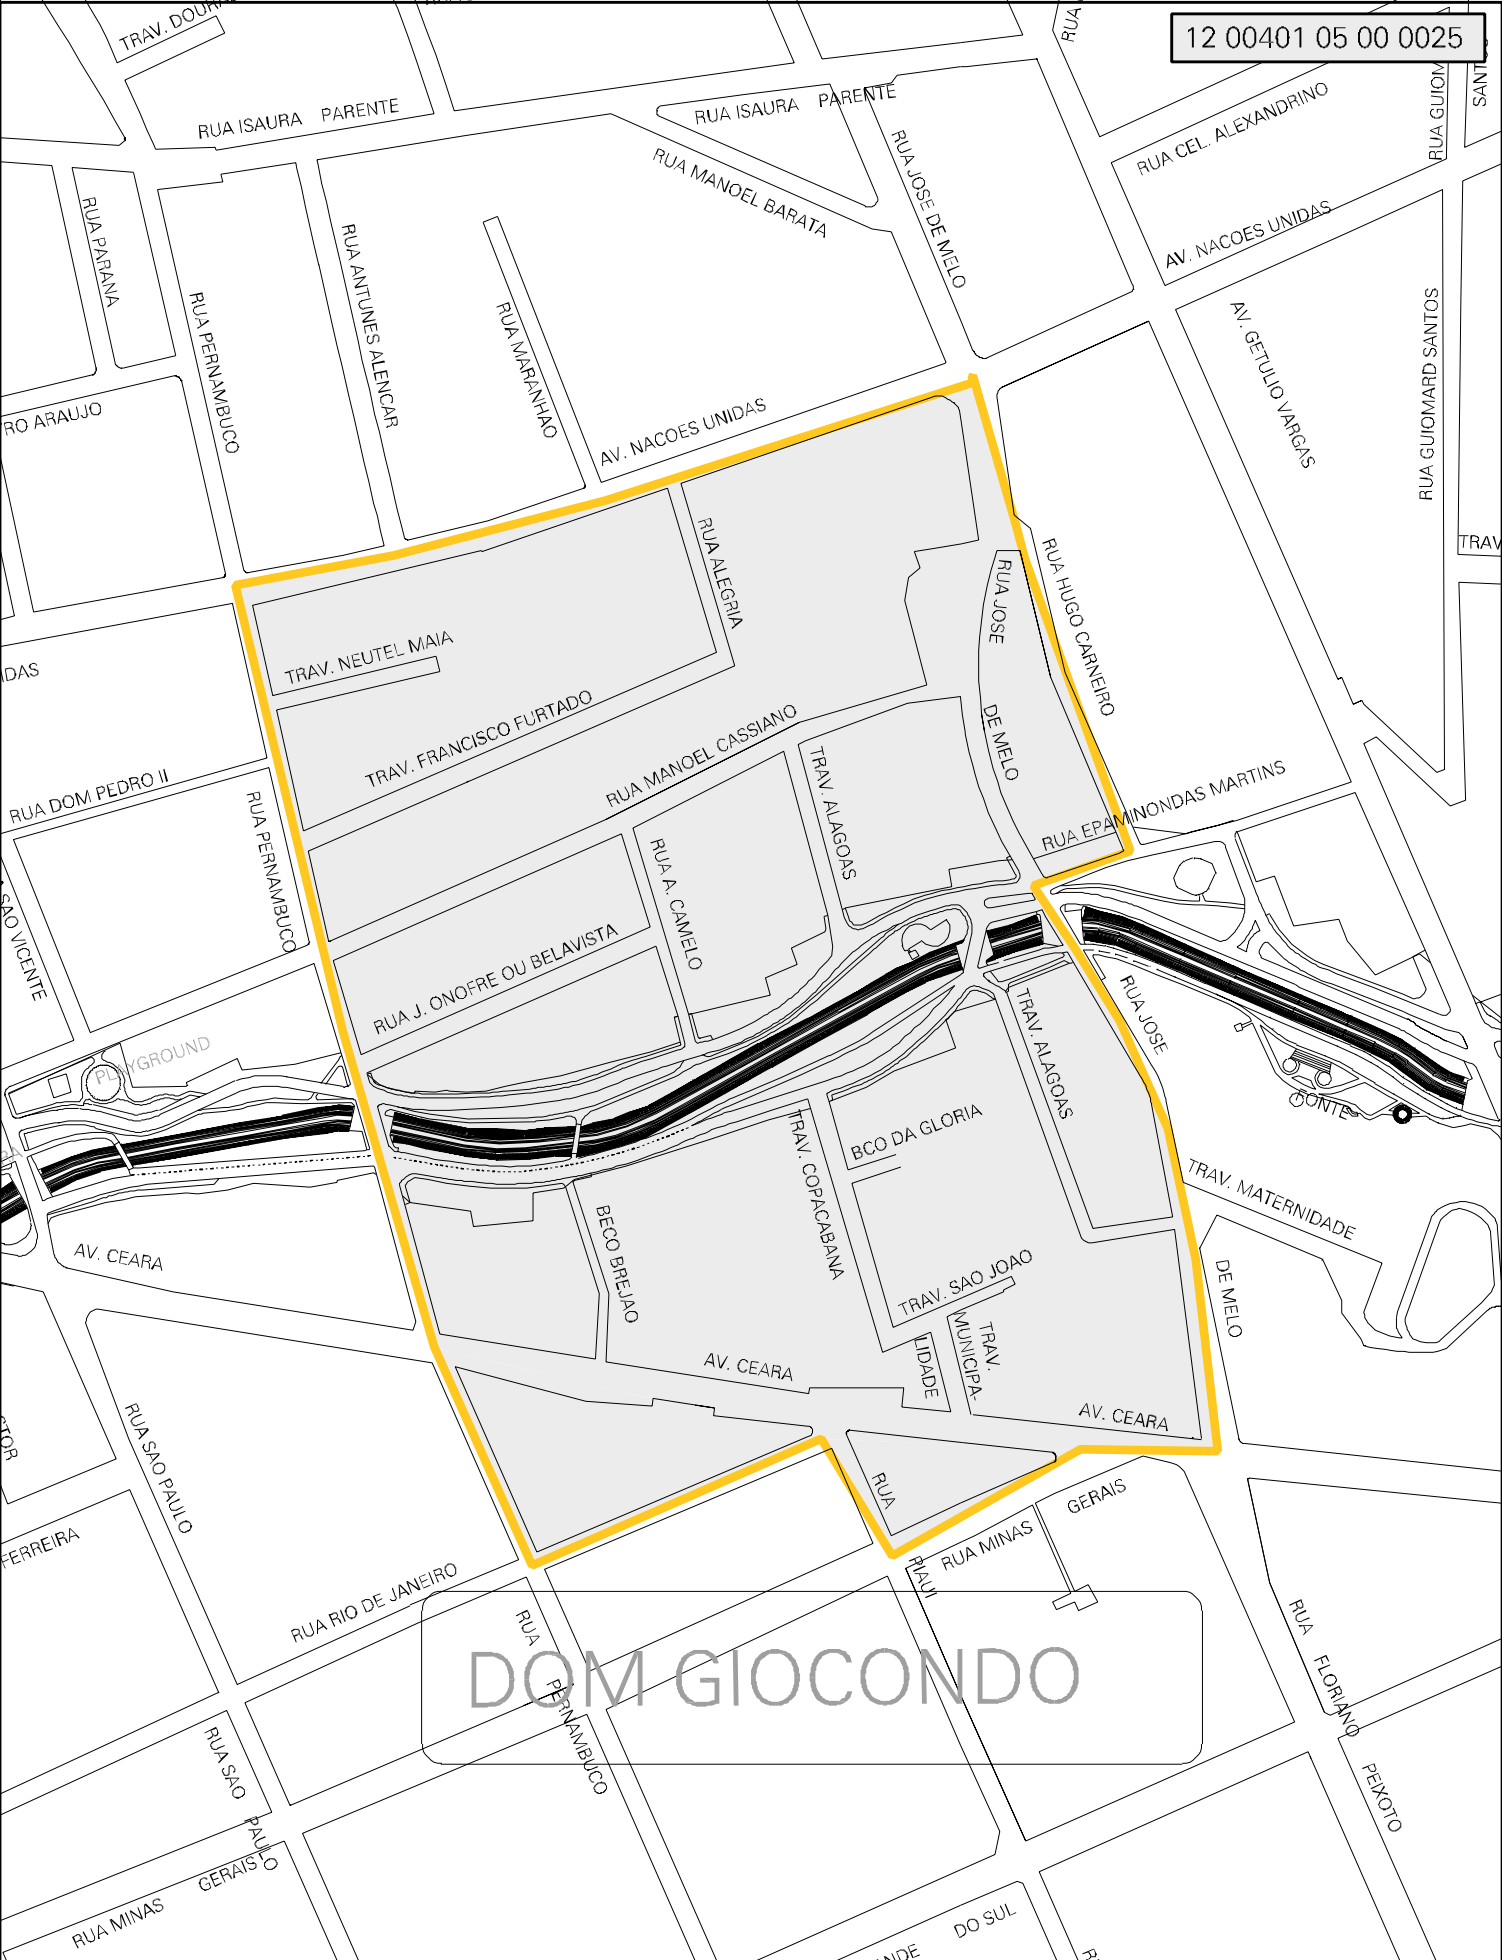 TRAV.
RUA
12 00401 05 00 0025
RUA ISAURA PARENTE
RUA ISAURA PARENTE
RUA CEL. ALEXANDRINO
RUA MANOEL BARATA
RUA JOSE DE MELO
AV. NACOES UNIDAS
RUA PARANA
RUA PERNAMBUCO
RUA ANTUNES ALENCAR
RUA MARANHAO
AV. GETULIO VARGAS
RUA GUIOMARD SANTOS
AV. NACOES UNIDAS
RUA ALEGRIA
TRAV
RUA JOSE
DE MELO
RUA HUGO CARNEIRO
TRAV. NEUTEL MAIA
TRAV. FRANCISCO FURTADO
RUA MANOEL CASSIANO
RUA DOM PEDRO II
RUA PERNAMBUCO
TRAV. ALAGOAS
RUA EPAMINONDAS MARTINS
RUA A. CAMELO
SAO VICENTE
RUA J. ONOFRE OU BELAVISTA
PLAYGROUND
TRAV. ALAGOAS
RUA JOSE
DE MELO
FONTE
BCO DA GLORIA
TRAV. COPACABANA
TRAV. MATERNIDADE
BECO BREJAO
TRAV. SAO JOAO
TRAV.
MUNICIPA-
LIDADE
AV. CEARA
AV. CEARA
AV. CEARA
RUA SAO PAULO
RUA
PIAUI
RUA MINAS GERAIS
FERREIRA
RUA RIO DE JANEIRO
RUA PERNAMBUCO
DOM GIOCONDO
RUA FLORIANO PEIXOTO
RUA SAO PAULO
RUA MINAS GERAIS
DO SUL